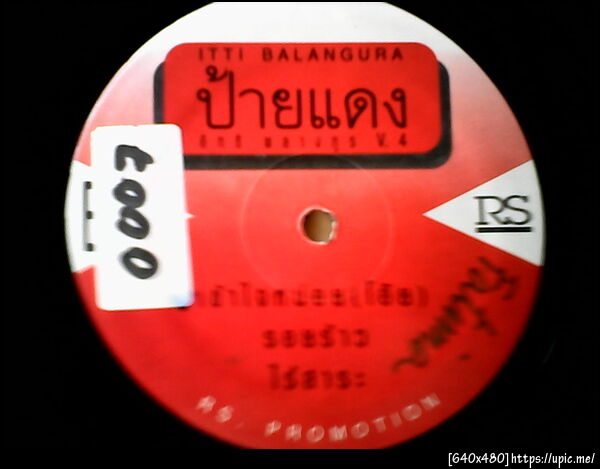 ITTI BALANGURA
ป้ายแดง
อิทธิ พลางกูร V. 4
RS
0007
รอยร้าว
ไร้สาระ
RS. PROMOTION
[640x480]https://upic.me/